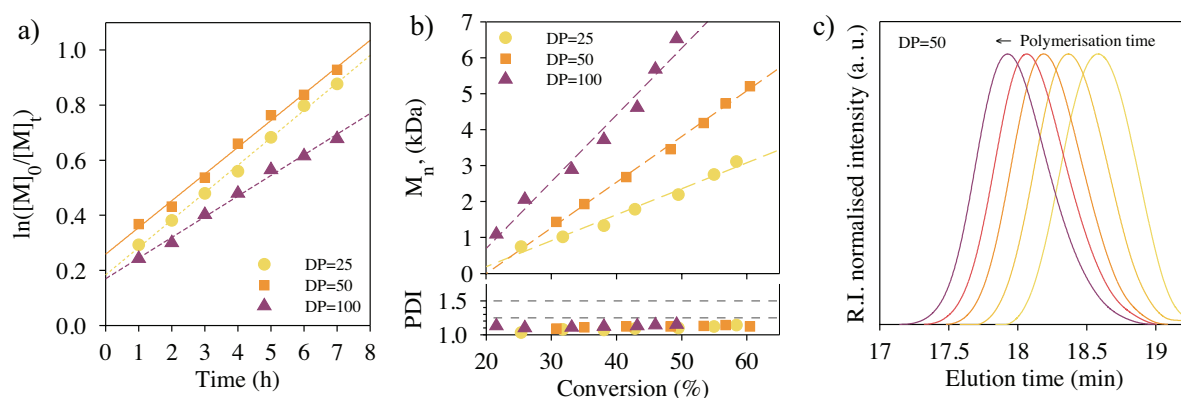 a)
ln([M]0/[M]t)
1.0
0.8
0.6
0.4
0.2
0.0
DP=25
DP=50
DP=100
0 1 2 3 4 5 6 7 8
Time (h)
b)
Mn, (kDa)
7
6
5
4
3
2
1
0
DP=25
DP=50
DP=100
PDI
1.5
1.0
20 30 40 50 60
Conversion (%)
c)
R.I. normalised intensity (a. u.)
DP=50
← Polymerisation time
17 17.5 18 18.5 19
Elution time (min)